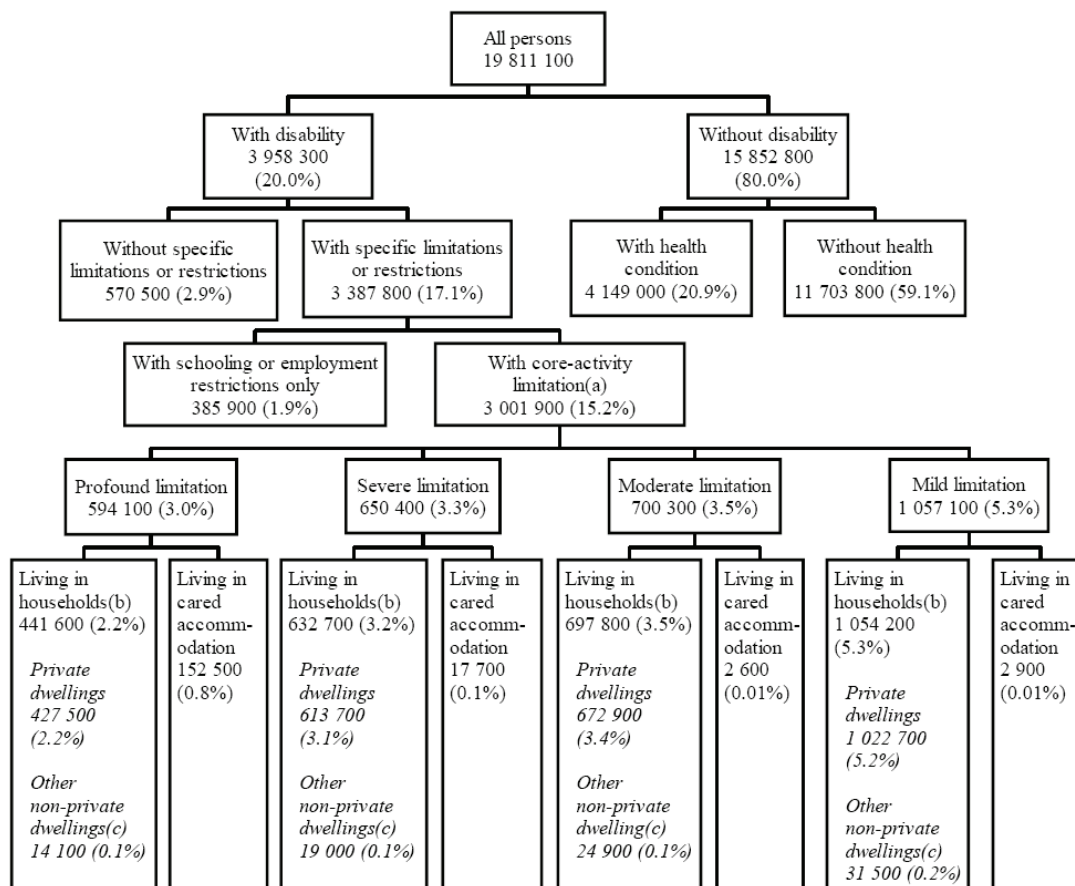 All persons
19 811 100
With disability
3 958 300
(20.0%)
Without disability
15 852 800
(80.0%)
Without specific
limitations or restrictions
570 500 (2.9%)
With specific limitations
or restrictions
3 387 800 (17.1%)
With health
condition
4 149 000 (20.9%)
Without health
condition
11 703 800 (59.1%)
With schooling or employment
restrictions only
385 900 (1.9%)
With core-activity
limitation(a)
3 001 900 (15.2%)
Profound limitation
594 100 (3.0%)
Severe limitation
650 400 (3.3%)
Moderate limitation
700 300 (3.5%)
Mild limitation
1 057 100 (5.3%)
Living in
households(b)
441 600 (2.2%)
Private
dwellings
427 500
(2.2%)
Other
non-private
dwellings(c)
14 100 (0.1%)
Living in
cared
accomm-
odation
152 500
(0.8%)
Living in
households(b)
632 700 (3.2%)
Private
dwellings
613 700
(3.1%)
Other
non-private
dwellings(c)
19 000 (0.1%)
Living in
cared
accomm-
odation
17 700
(0.1%)
Living in
households(b)
697 800 (3.5%)
Private
dwellings
672 900
(3.4%)
Other
non-private
dwelling(c)
24 900 (0.1%)
Living in
cared
accomm-
odation
2 600
(0.01%)
Living in
households(b)
1 054 200
(5.3%)
Private
dwellings
1 022 700
(5.2%)
Other
non-private
dwellings(c)
31 500 (0.2%)
Living in
cared
accomm-
odation
2 900
(0.01%)